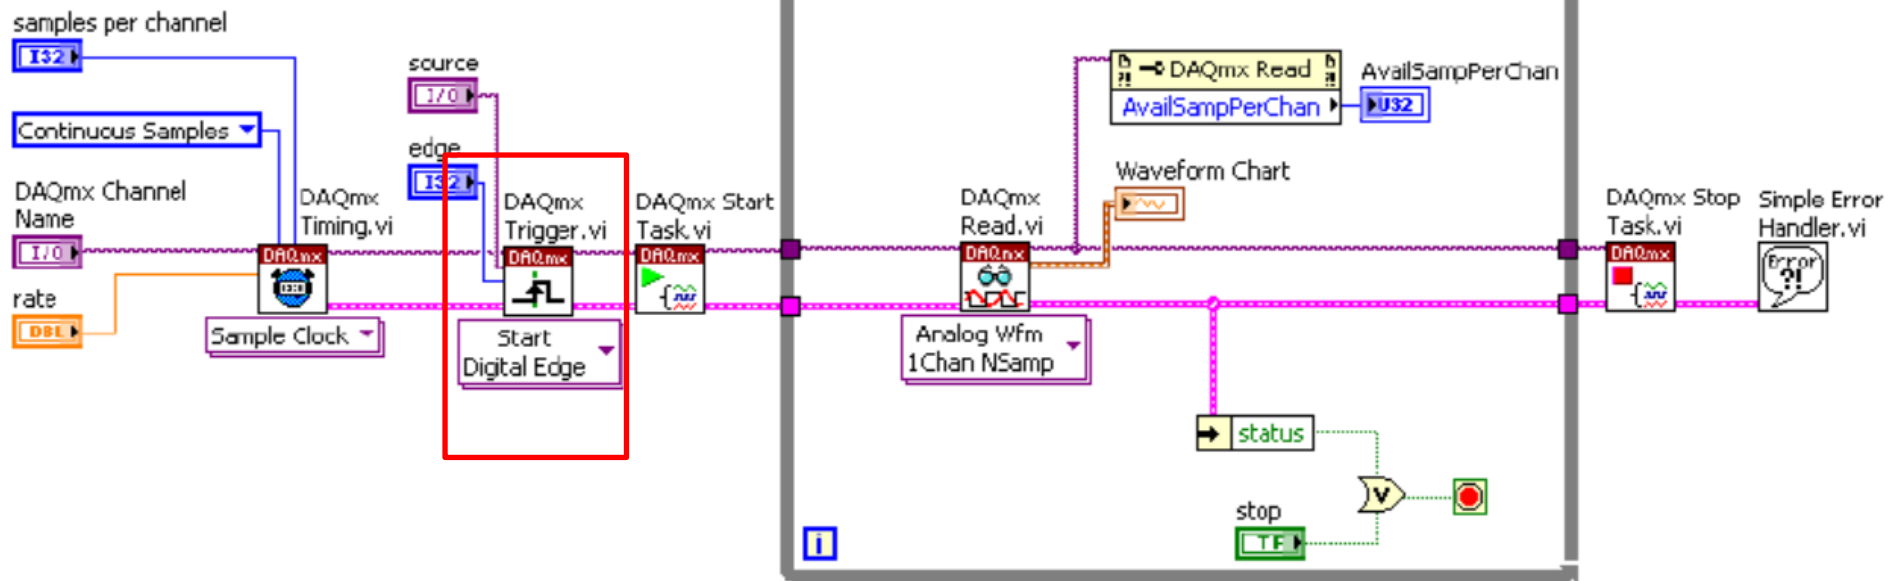 samples per channel
I32
Continuous Samples
DAQmx Channel
Name
I/O
rate
DBL
DAQmx
Timing.vi
DAQmx
Sample Clock
source
I/O
edge
I32
DAQmx
Trigger.vi
DAQmx
Start
Digital Edge
DAQmx Start
Task.vi
DAQmx
DAQmx
Read.vi
DAQmx
Analog Wfm
1Chan NSamp
?!
DAQmx Read
?!
AvailSampPerChan
AvailSampPerChan
U32
Waveform Chart
status
V
stop
TF
i
DAQmx Stop
Task.vi
DAQmx
Simple Error
Handler.vi
Error
?!